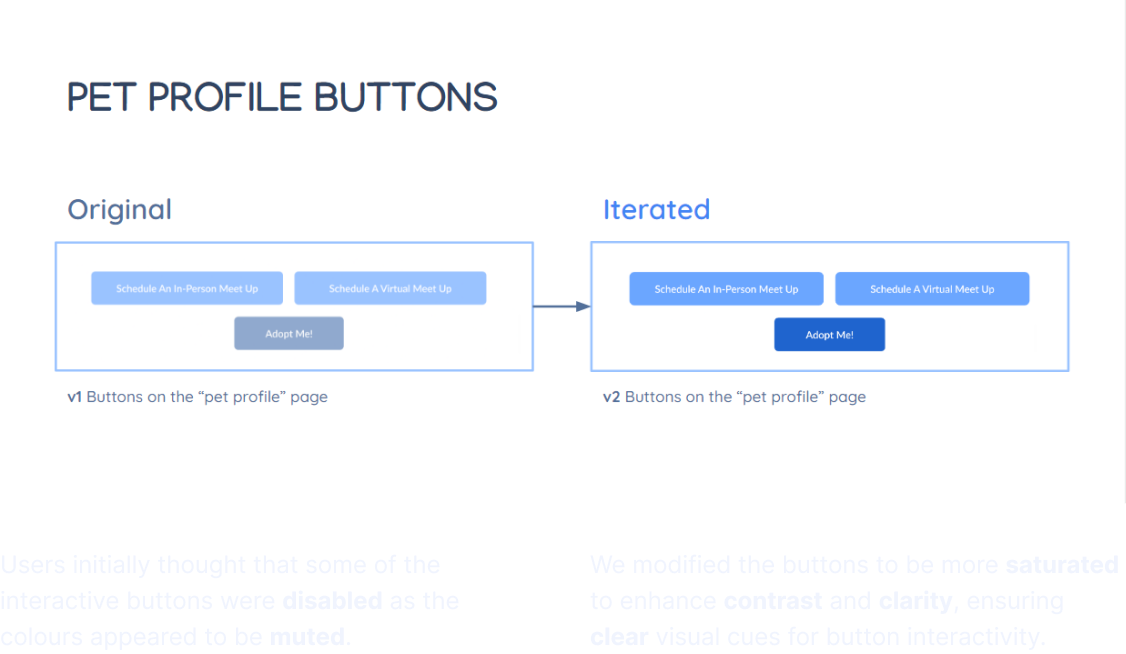 PET PROFILE BUTTONS
Original
Schedule An In-Person Meet Up
Schedule A Virtual Meet Up
Adopt Me!
v1 Buttons on the “pet profile” page
Iterated
Schedule An In-Person Meet Up
Schedule A Virtual Meet Up
Adopt Me!
v2 Buttons on the “pet profile” page
Users initially thought that some of the
interactive buttons were disabled as the
colours appeared to be muted.
We modified the buttons to be more saturated
to enhance contrast and clarity, ensuring
clear visual cues for button interactivity.